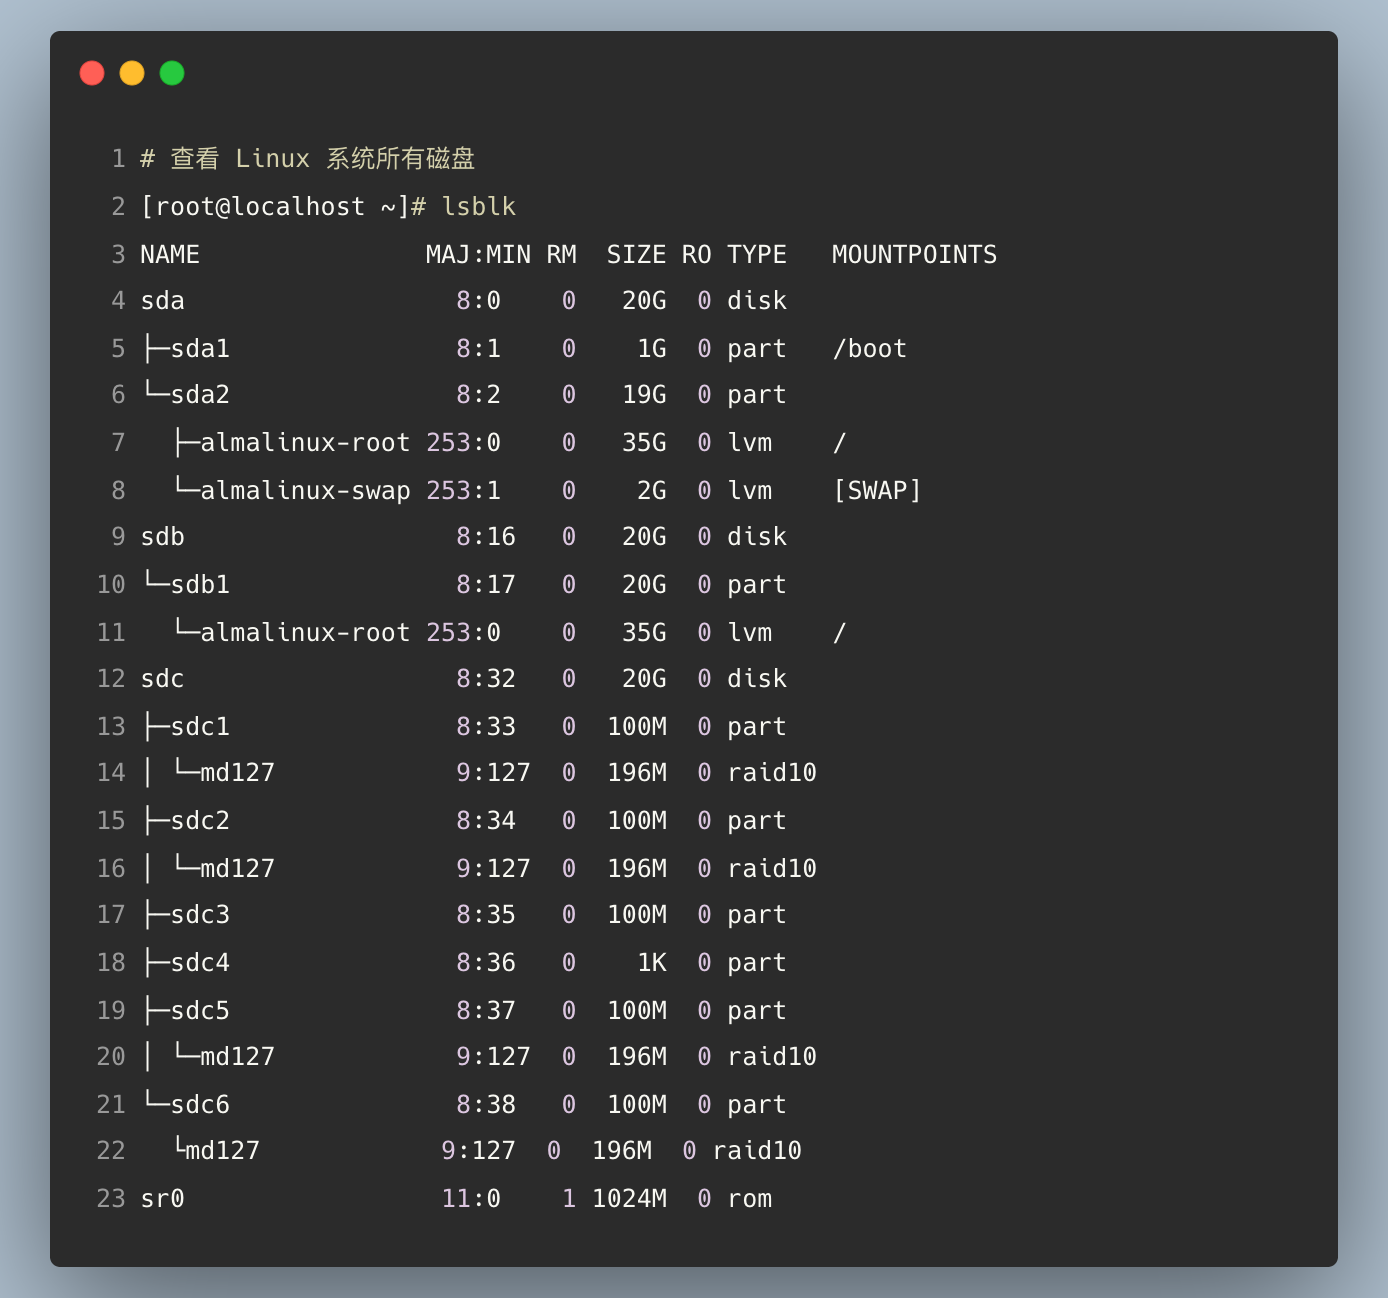 1 # 查看 Linux 系统所有磁盘
2 [root@localhost ~]# lsblk
3 NAME               MAJ:MIN RM  SIZE RO TYPE   MOUNTPOINTS
4 sda                  8:0    0   20G  0 disk
5 ├─sda1               8:1    0    1G  0 part   /boot
6 └─sda2               8:2    0   19G  0 part
7   ├─almalinux-root 253:0    0   35G  0 lvm    /
8   └─almalinux-swap 253:1    0    2G  0 lvm    [SWAP]
9 sdb                  8:16   0   20G  0 disk
10 └─sdb1               8:17   0   20G  0 part
11   └─almalinux-root 253:0    0   35G  0 lvm    /
12 sdc                  8:32   0   20G  0 disk
13 ├─sdc1               8:33   0  100M  0 part
14 │ └─md127            9:127  0  196M  0 raid10
15 ├─sdc2               8:34   0  100M  0 part
16 │ └─md127            9:127  0  196M  0 raid10
17 ├─sdc3               8:35   0  100M  0 part
18 ├─sdc4               8:36   0    1K  0 part
19 ├─sdc5               8:37   0  100M  0 part
20 │ └─md127            9:127  0  196M  0 raid10
21 └─sdc6               8:38   0  100M  0 part
22   └md127            9:127  0  196M  0 raid10
23 sr0                 11:0    1 1024M  0 rom